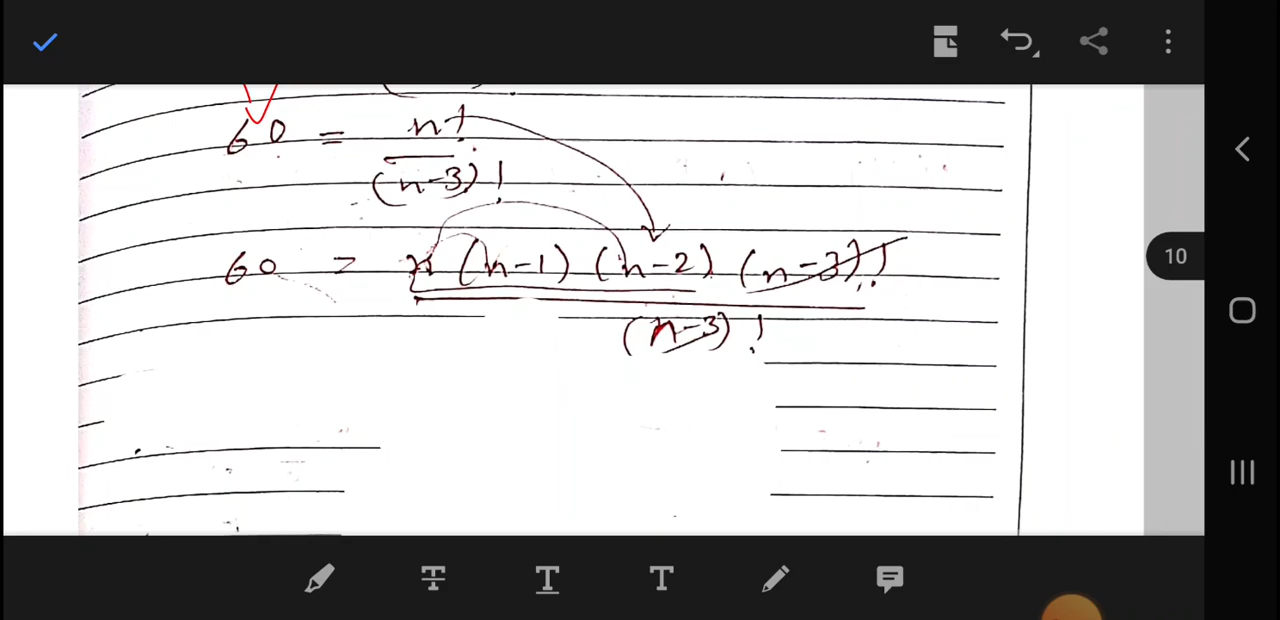 60 = n!
(n-3)!
60 = n (n-1) (n-2) (n-3)!
(n-3)!
10